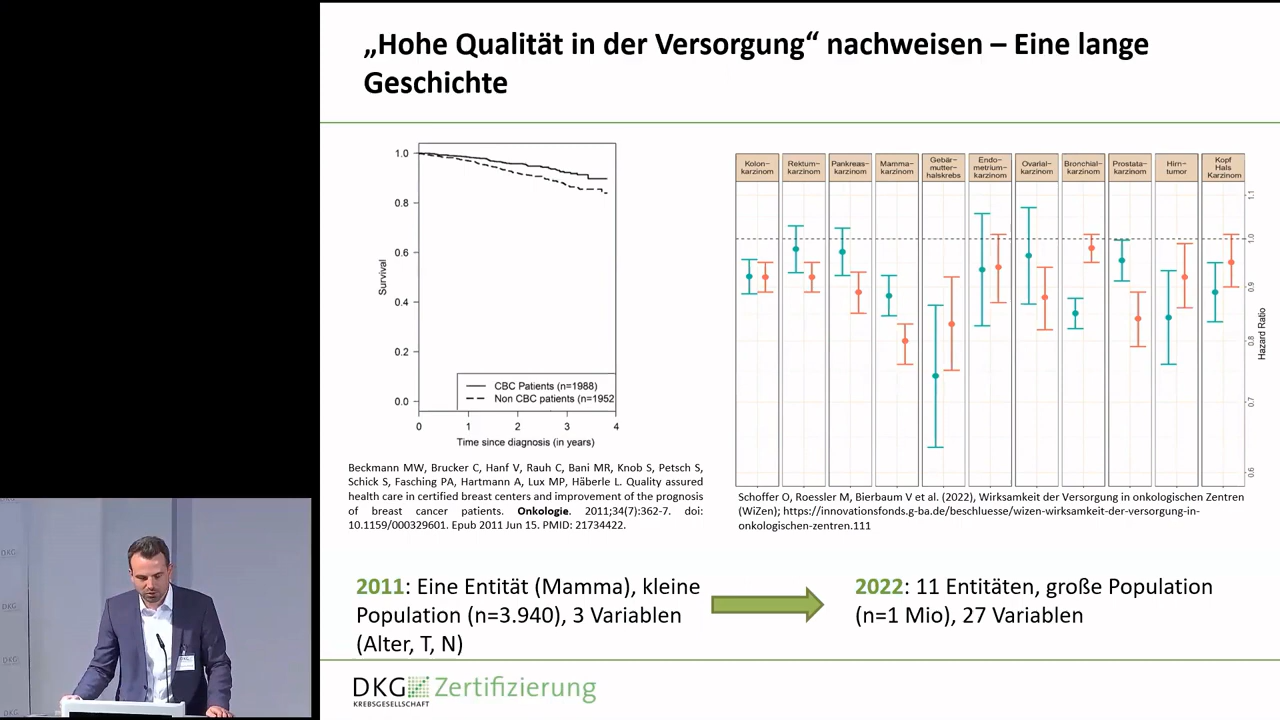 „Hohe Qualität in der Versorgung“ nachweisen – Eine lange
Geschichte
1.0
0.8
0.6
0.4
0.2
0.0
Survival
CBC Patients (n=1988)
Non CBC patients (n=1952
0
1
2
3
4
Time since diagnosis (in years)
Kolon–
karzinom
Rektum–
karzinom
Pankreas–
karzinom
Mamma–
karzinom
Gebär–
mutter–
halskrebs
Endo–
metrium–
karzinom
Ovarial–
karzinom
Bronchial–
karzinom
Prostata–
karzinom
Hirn–
tumor
Kopf
Hals
Karzinom
1.1
1.0
0.9
0.8
0.7
0.6
Hazard Ratio
Beckmann MW, Brucker C, Hanf V, Rauh C, Bani MR, Knob S, Petsch S,
Schick S, Fasching PA, Hartmann A, Lux MP, Häberle L. Quality assured
health care in certified breast centers and improvement of the prognosis
of breast cancer patients. Onkologie. 2011;34(7):362-7. doi:
10.1159/000329601. Epub 2011 Jun 15. PMID: 21734422.
Schoffer O, Roessler M, Bierbaum V et al. (2022), Wirksamkeit der Versorgung in onkologischen Zentren
(WiZen); https://innovationsfonds.g-ba.de/beschluesse/wizen-wirksamkeit-der-versorgung-in-
onkologischen-zentren.111
2011: Eine Entität (Mamma), kleine
Population (n=3.940), 3 Variablen
(Alter, T, N)
2022: 11 Entitäten, große Population
(n=1 Mio), 27 Variablen
DKG Zertifizierung
KREBSGESELLSCHAFT
DKG
DKG